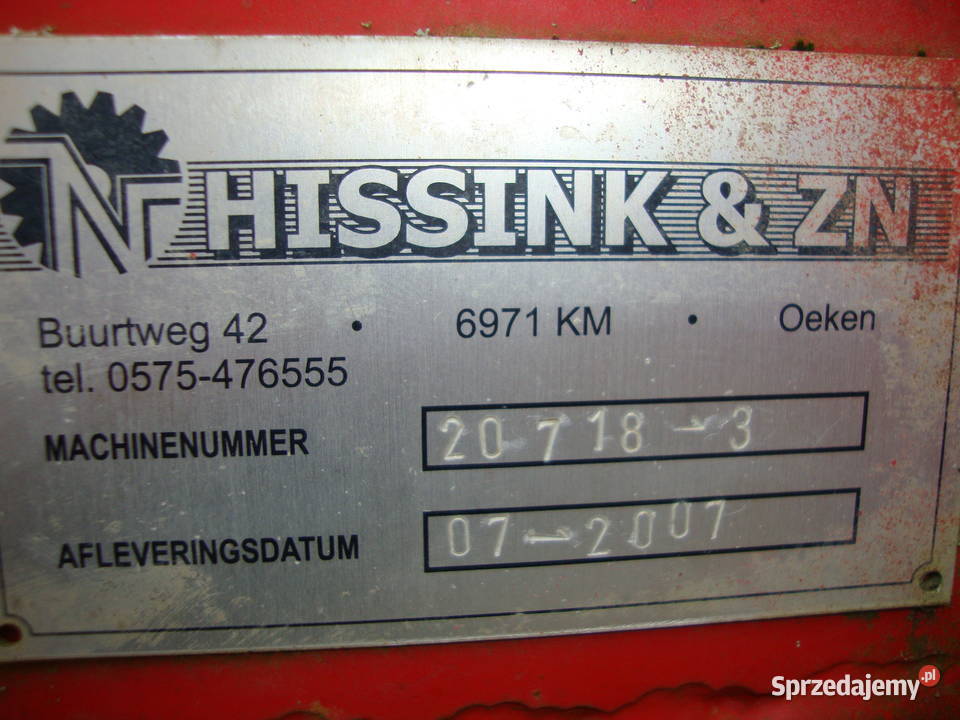 N HISSINK & ZN
Buurtweg 42 • 6971 KM • Oeken
tel. 0575-476555
MACHINENUMMER 20718-3
AFLEVERINGSDATUM 07-2007
Sprzedajemy.pl